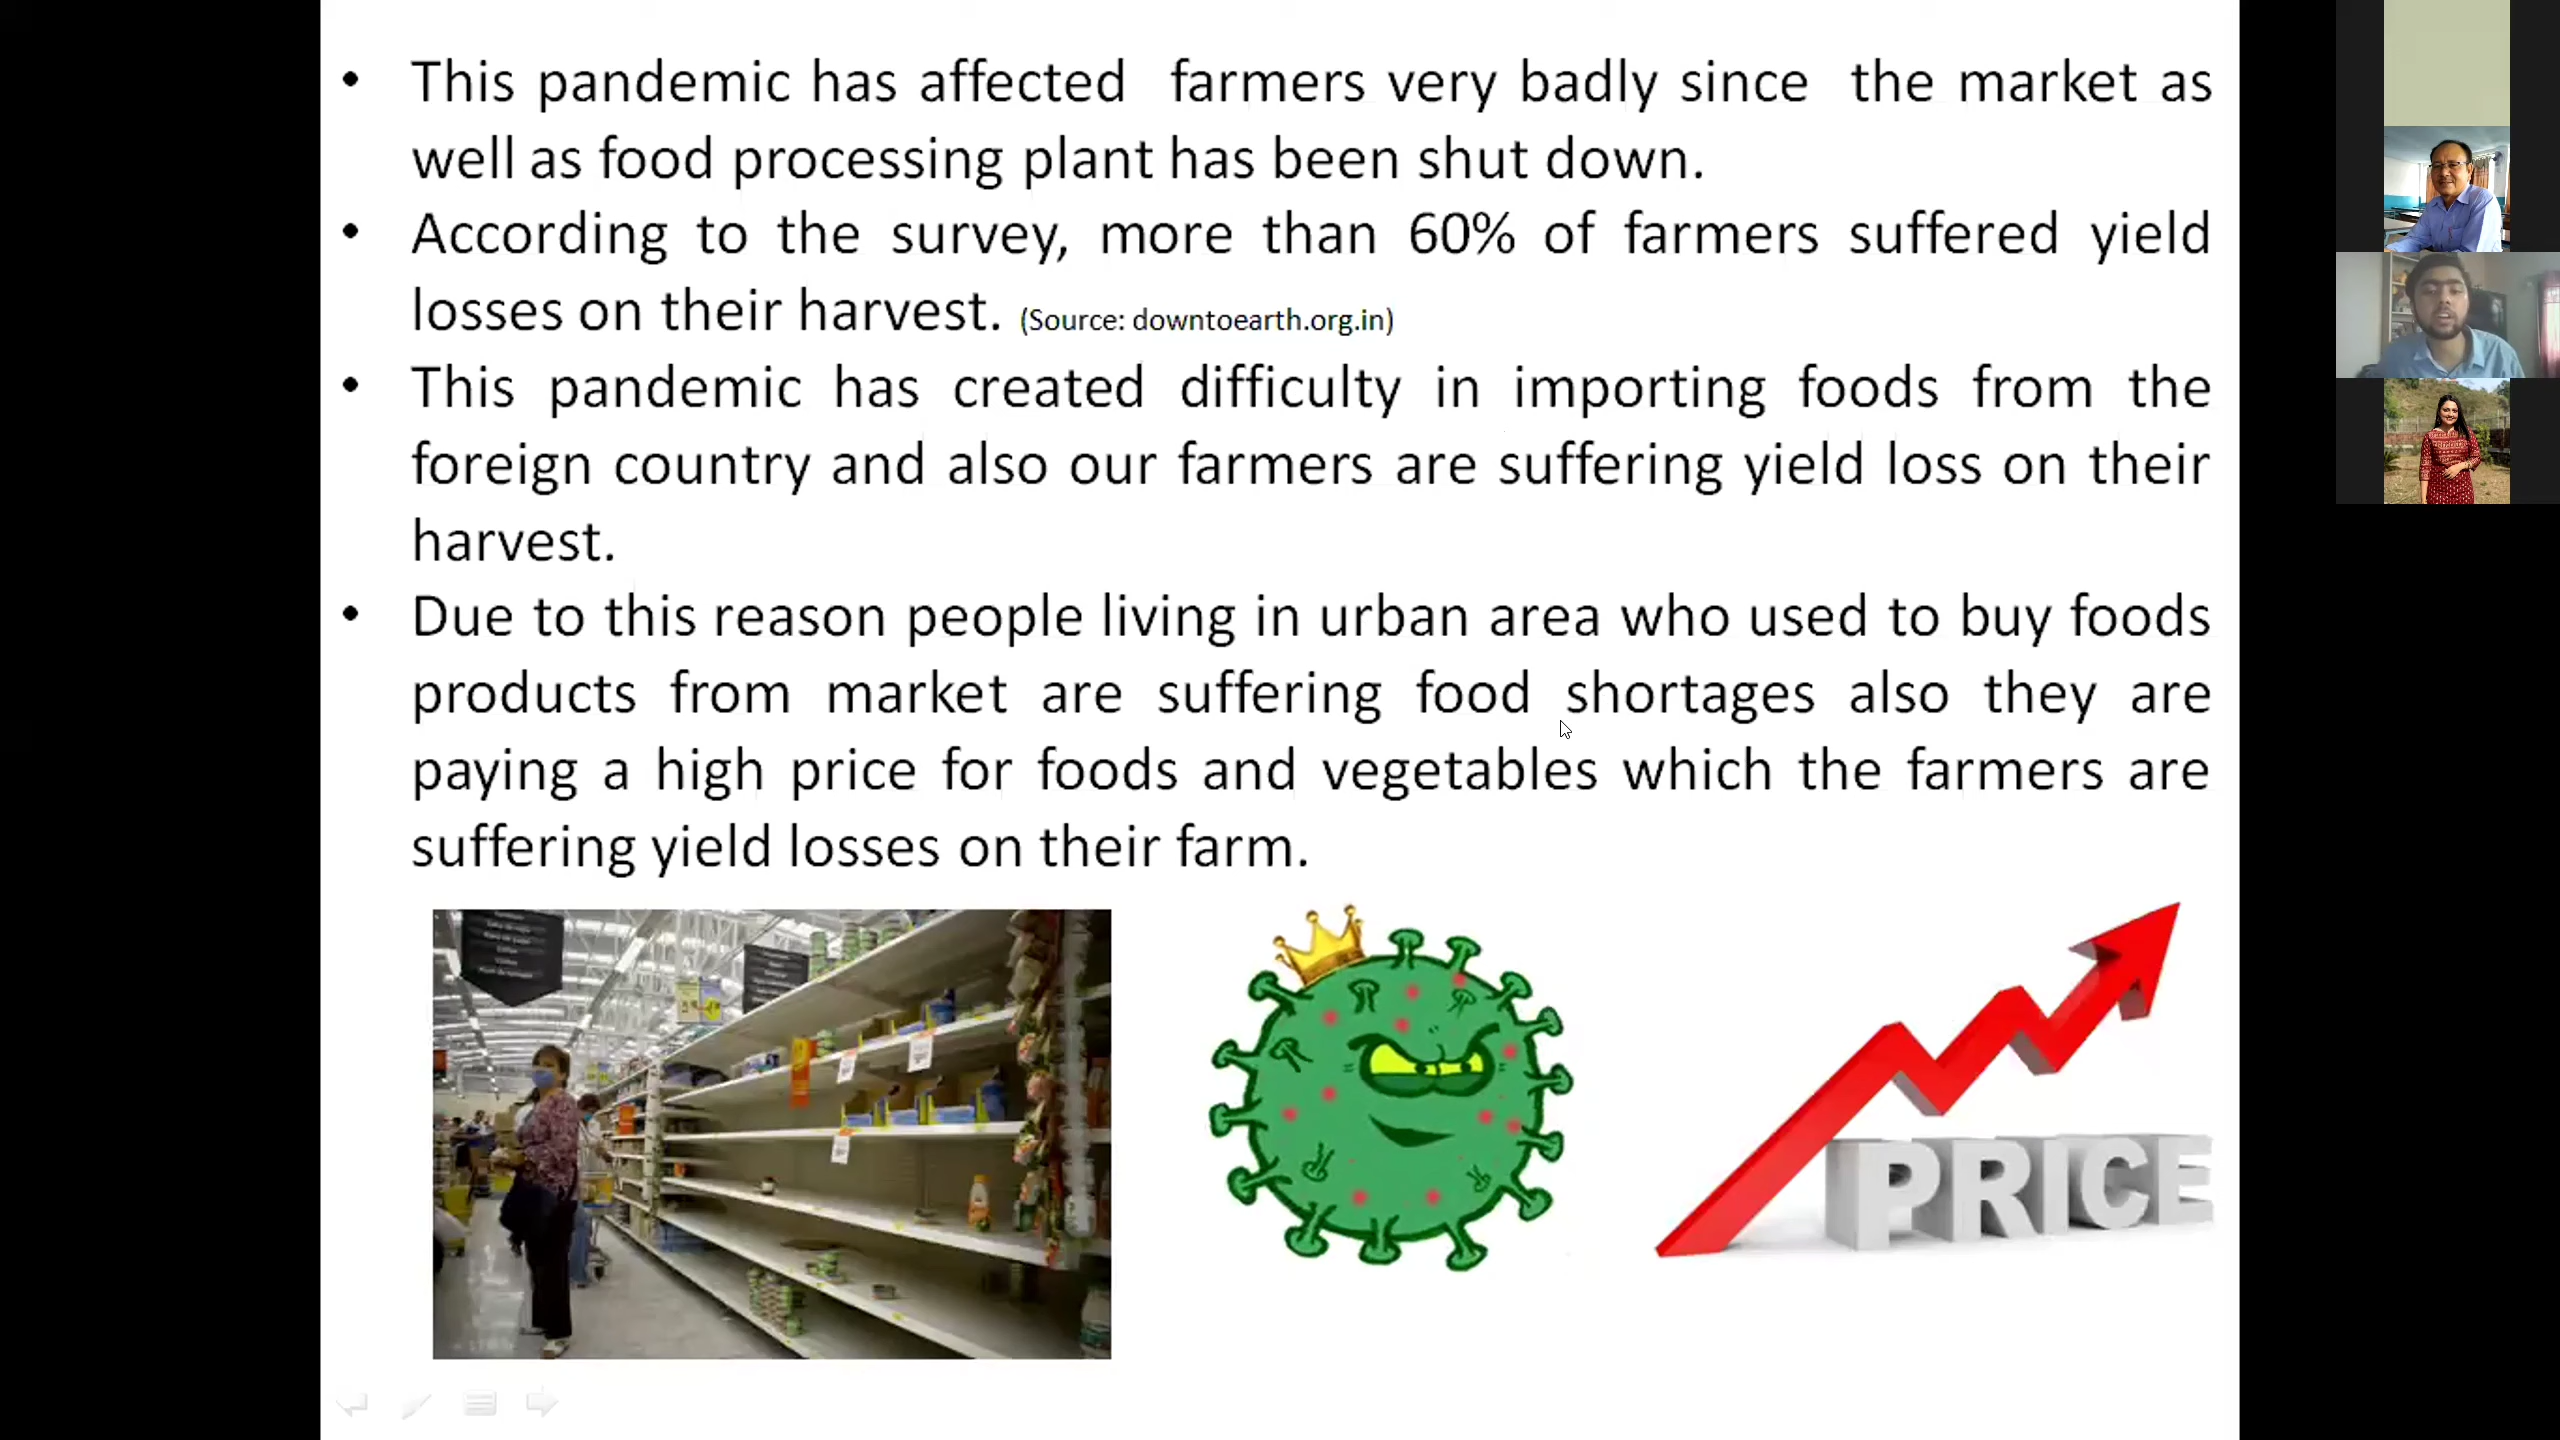 • This pandemic has affected farmers very badly since the market as
well as food processing plant has been shut down.
• According to the survey, more than 60% of farmers suffered yield
losses on their harvest. (Source: downtoearth.org.in)
• This pandemic has created difficulty in importing foods from the
foreign country and also our farmers are suffering yield loss on their
harvest.
• Due to this reason people living in urban area who used to buy foods
products from market are suffering food shortages also they are
paying a high price for foods and vegetables which the farmers are
suffering yield losses on their farm.
PRICE